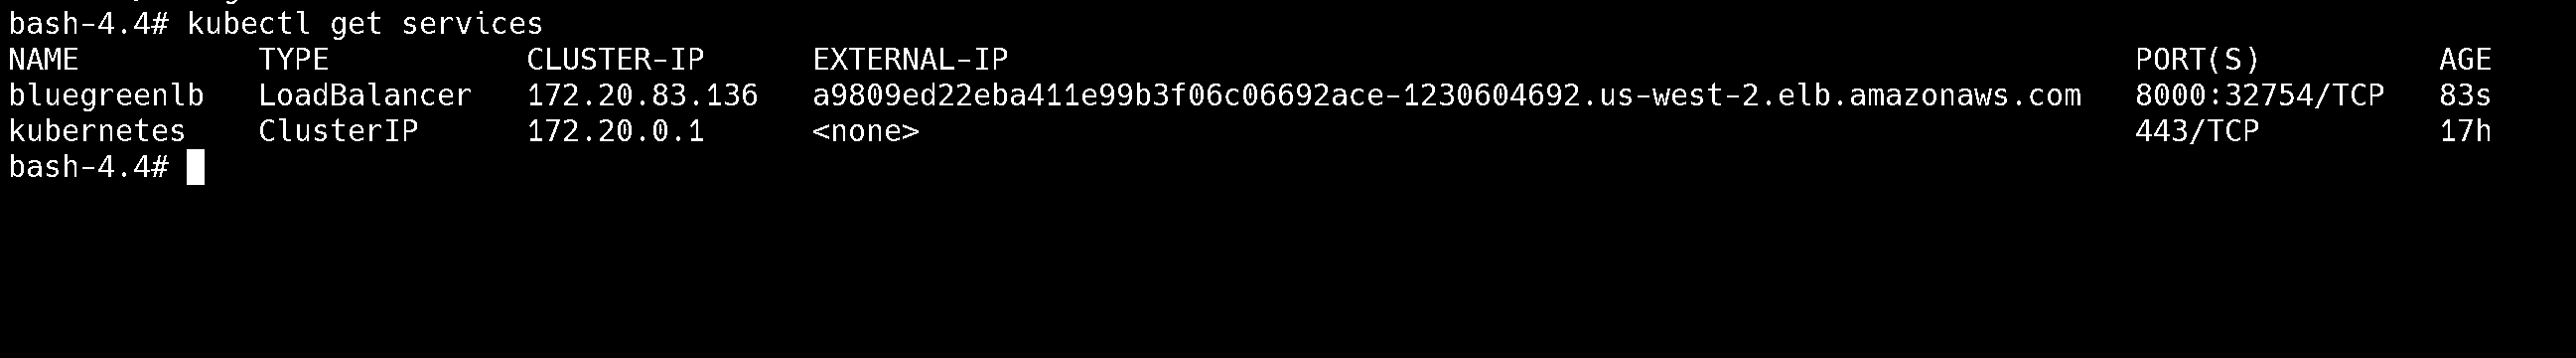 bash-4.4# kubectl get services
NAME TYPE CLUSTER-IP EXTERNAL-IP PORT(S) AGE
bluegreenlb LoadBalancer 172.20.83.136 a9809ed22eba411e99b3f06c06692ace-1230604692.us-west-2.elb.amazonaws.com 8000:32754/TCP 83s
kubernetes ClusterIP 172.20.0.1 <none> 443/TCP 17h
bash-4.4#